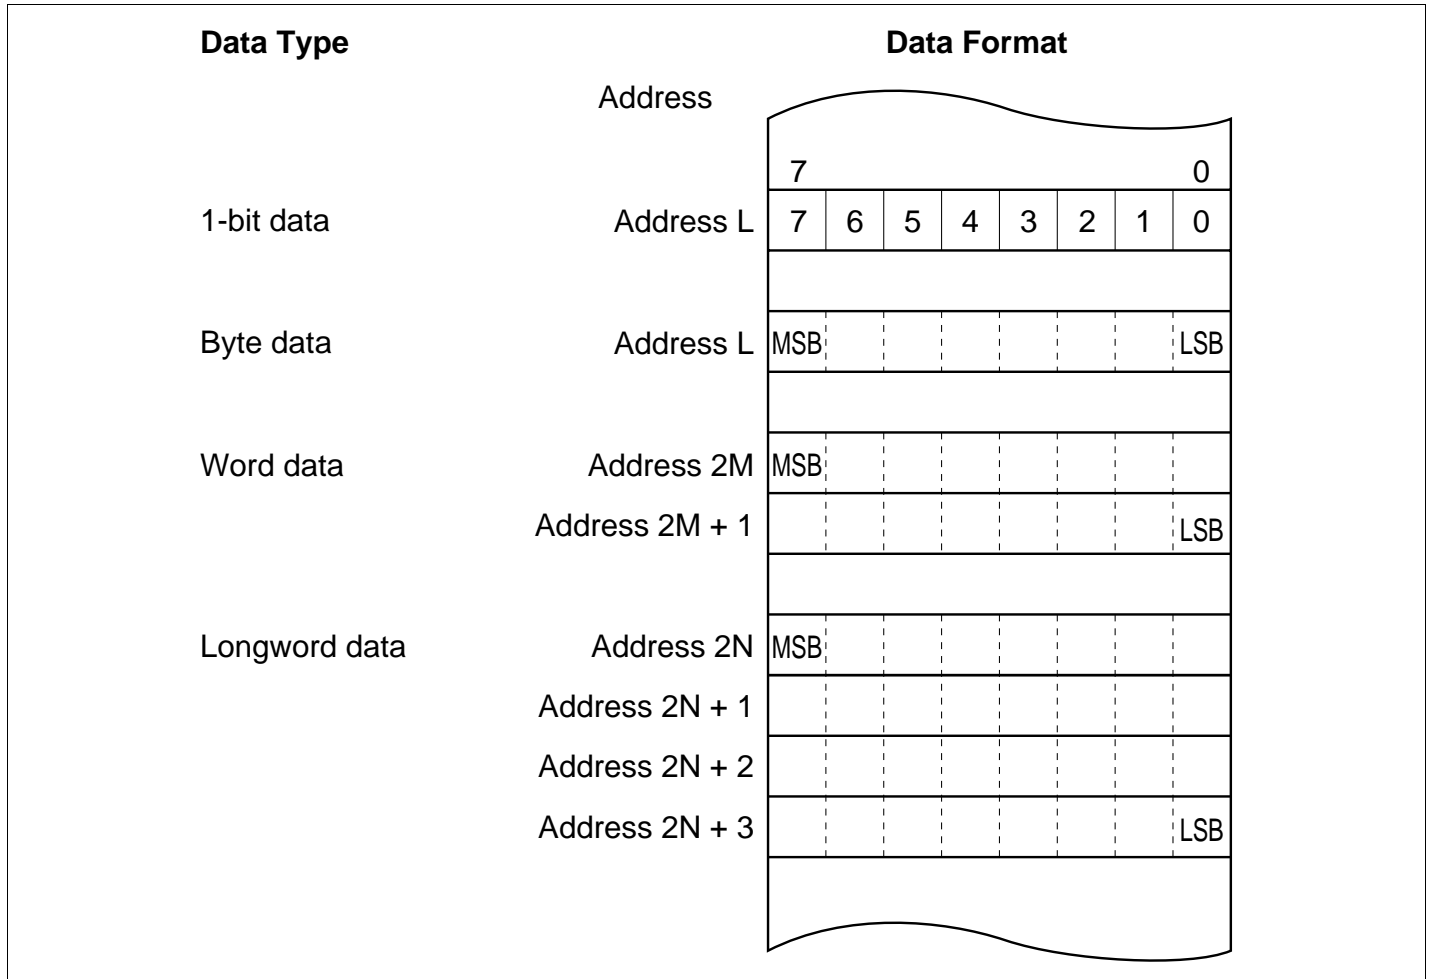 Data Type Data Format
Address
7 0
1-bit data Address L 7 6 5 4 3 2 1 0
Byte data Address L MSB LSB
Word data Address 2M MSB
Address 2M + 1 LSB
Longword data Address 2N MSB
Address 2N + 1
Address 2N + 2
Address 2N + 3 LSB